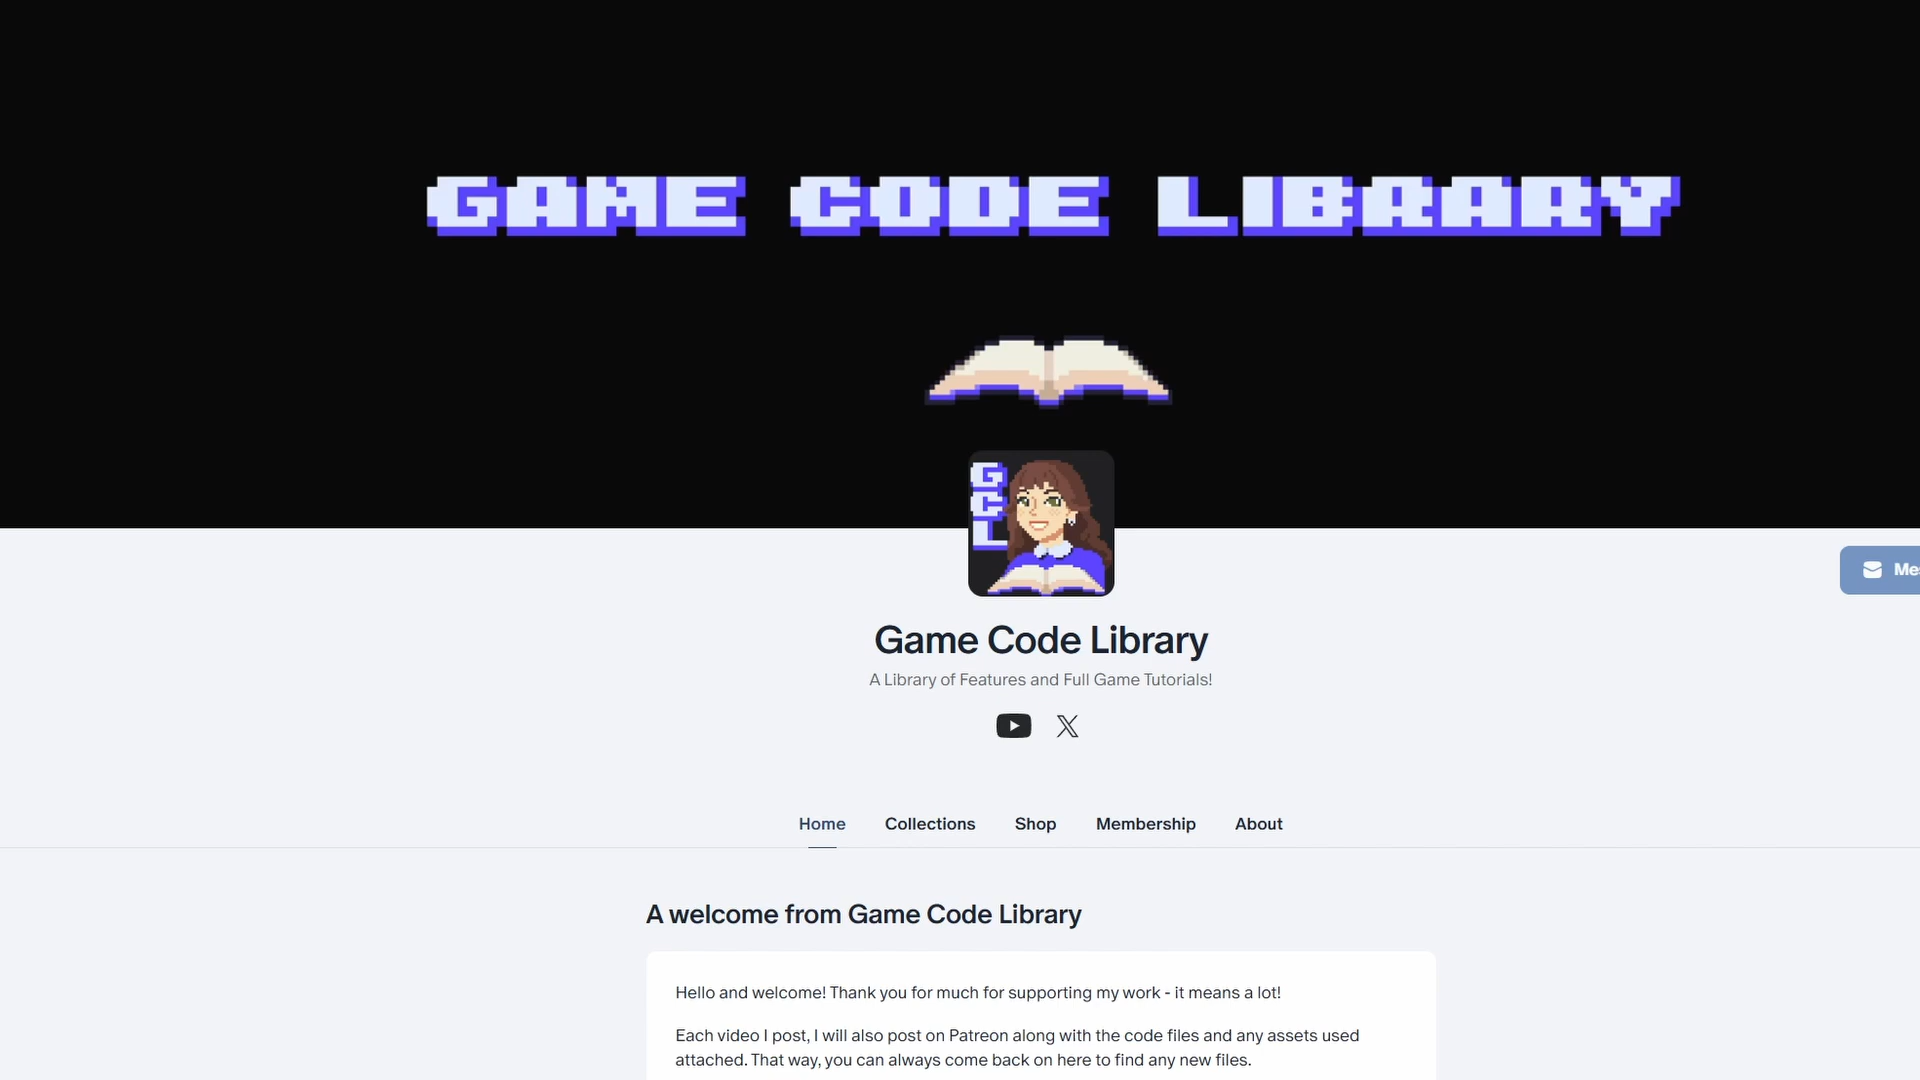 GAME CODE LIBRARY
GCL
Game Code Library
A Library of Features and Full Game Tutorials!
Home Collections Shop Membership About
A welcome from Game Code Library
Hello and welcome! Thank you for much for supporting my work - it means a lot!
Each video I post, I will also post on Patreon along with the code files and any assets used
attached. That way, you can always come back on here to find any new files.